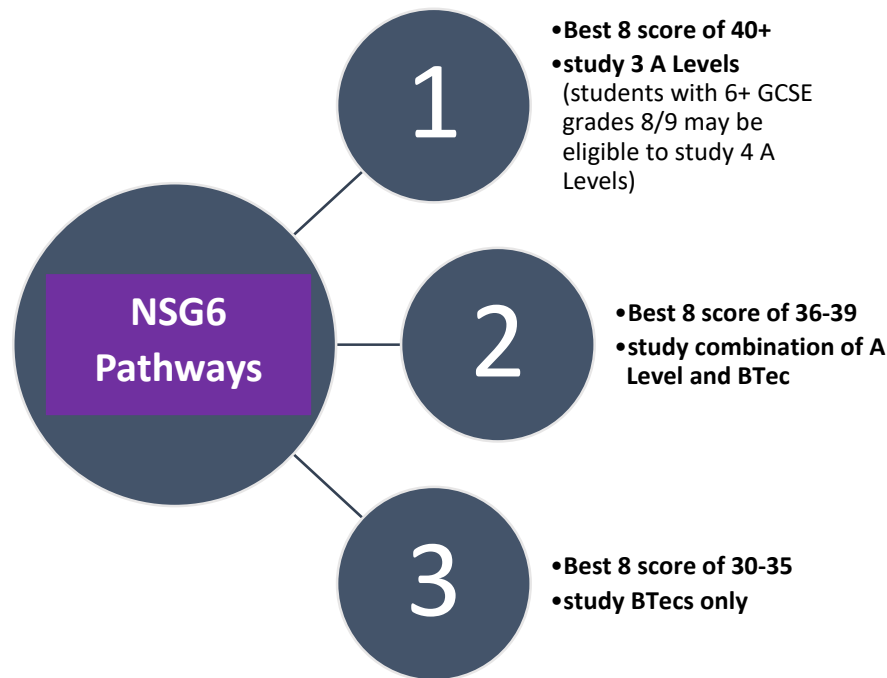 NSG6
Pathways
1
•Best 8 score of 40+
•study 3 A Levels
(students with 6+ GCSE
grades 8/9 may be
eligible to study 4 A
Levels)
2
•Best 8 score of 36-39
•study combination of A
Level and BTec
3
•Best 8 score of 30-35
•study BTecs only